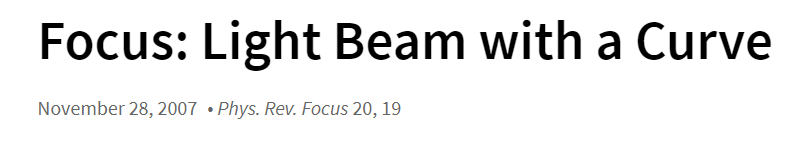 Focus: Light Beam with a Curve
November 28, 2007 • Phys. Rev. Focus 20, 19